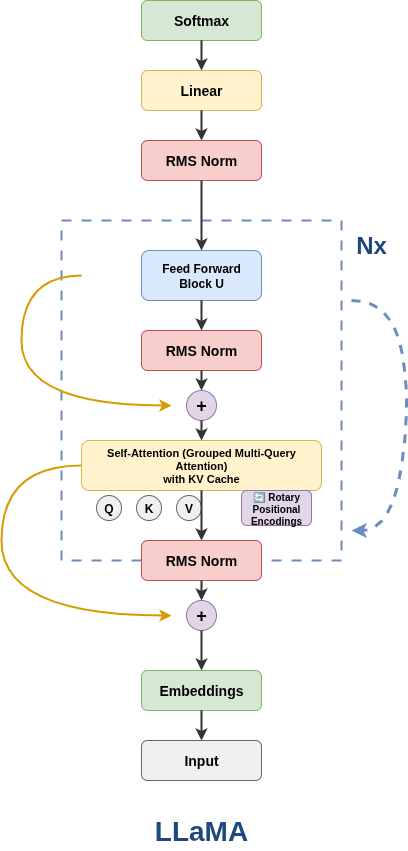 Softmax
Linear
RMS Norm
Nx
Feed Forward
Block U
RMS Norm
+
Self-Attention (Grouped Multi-Query
Attention)
with KV Cache
Q K V
🔄 Rotary
Positional
Encodings
RMS Norm
+
Embeddings
Input
LLaMA